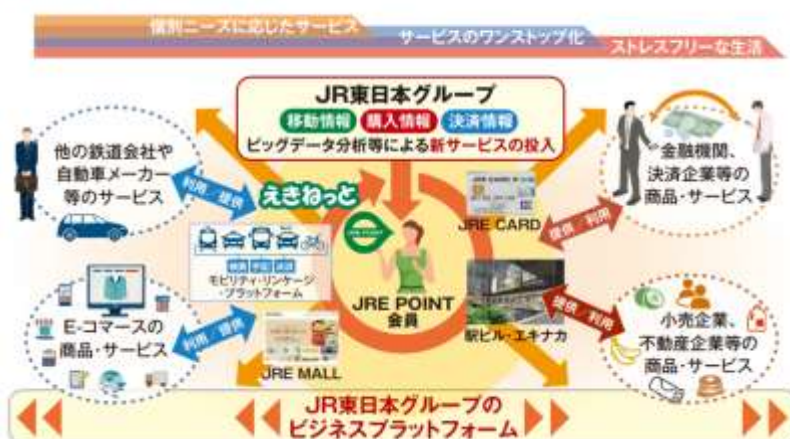 個別ニーズに応じたサービス
サービスのワンストップ化
ストレスフリーな生活
JR東日本グループ
移動情報 購入情報 決済情報
ビッグデータ分析等による新サービスの投入
他の鉄道会社や
自動車メーカー
等のサービス
利用/提供
えきねっと
JRE POINT
JRE POINT
会員
検索 予約 決済
モビリティ・リンケージ
・プラットフォーム
E-コマースの
商品・サービス
利用/提供
JRE MALL
JRE CARD
JRE CARD
提供/利用
金融機関、
決済企業等の
商品・サービス
駅ビル・エキナカ
提供/利用
小売企業、
不動産企業等の
商品・サービス
JR東日本グループの
ビジネスプラットフォーム